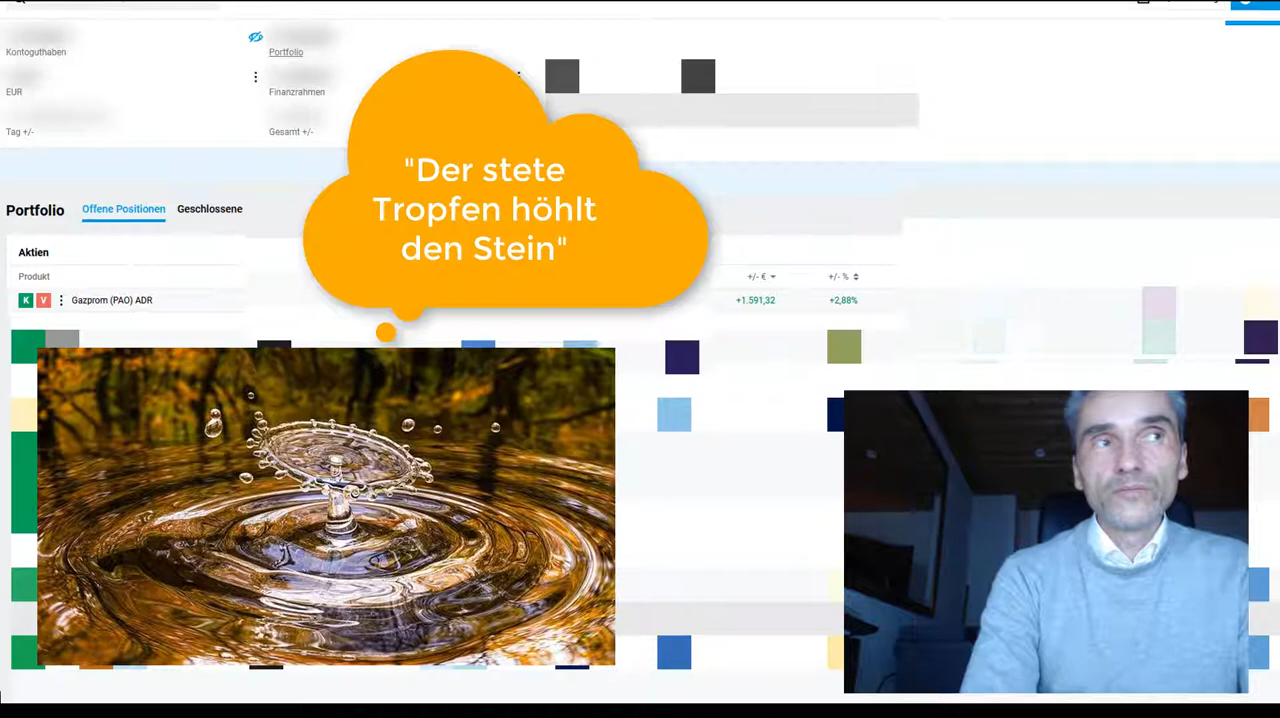 Kontoguthaben
Portfolio
EUR
Finanzrahmen
Tag +/-
Gesamt +/-
"Der stete
Tropfen höhlt
den Stein"
Portfolio Offene Positionen Geschlossene
Aktien
Produkt +/- € +/- %
K V Gazprom (PAO) ADR +1.591,32 +2,88%